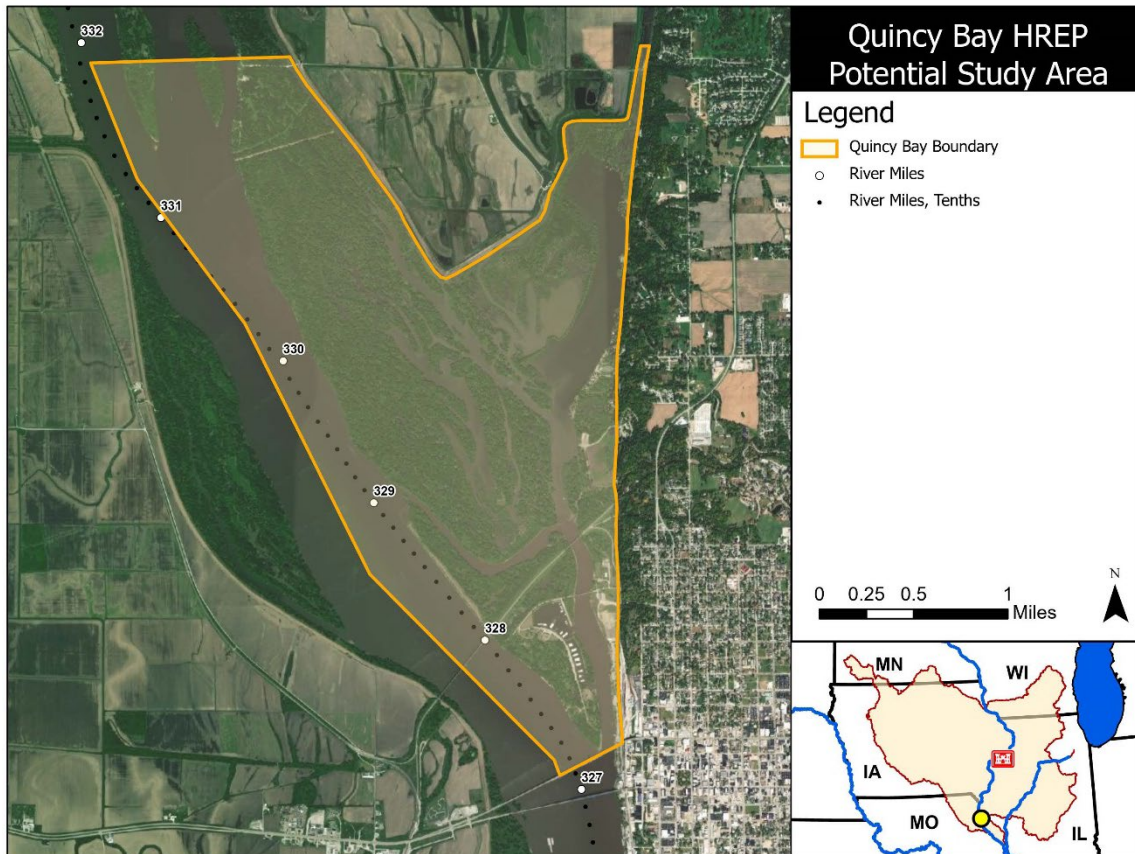 Quincy Bay HREP
Potential Study Area
Legend
Quincy Bay Boundary
River Miles
River Miles, Tenths
332
331
330
329
328
327
N
0 0.25 0.5 1
Miles
MN
WI
IA
MO
IL